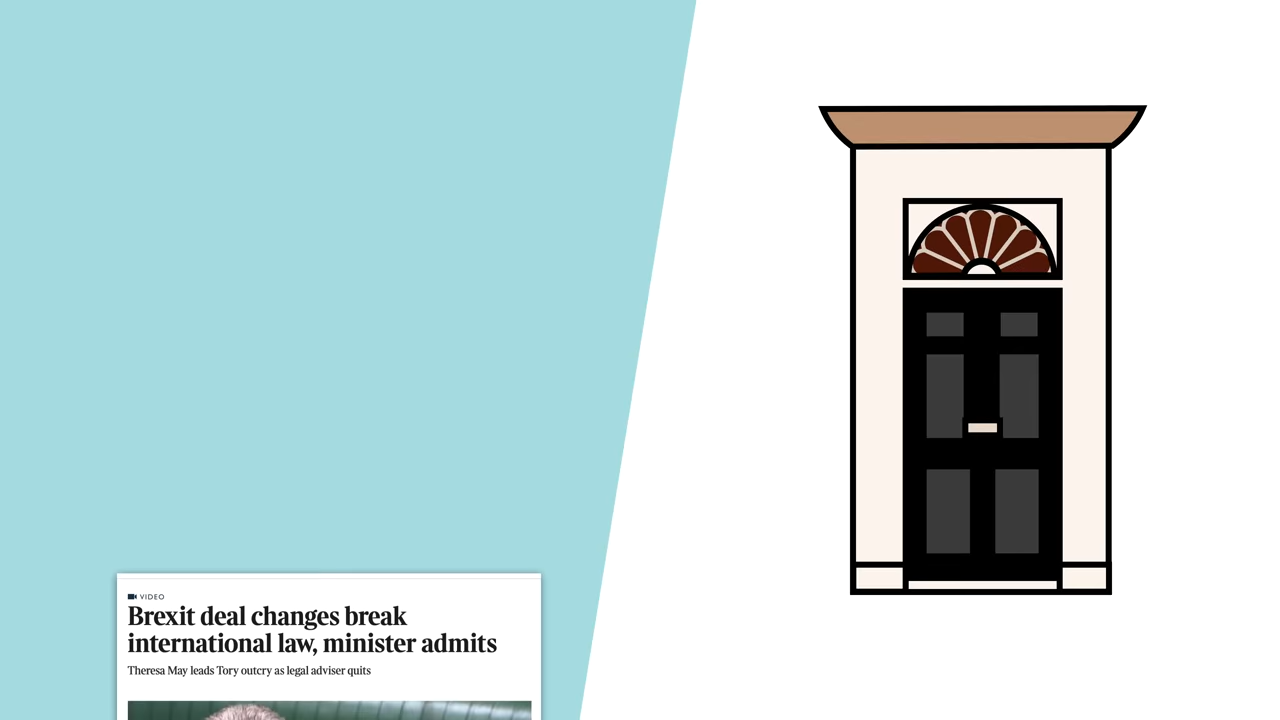 VIDEO
Brexit deal changes break
international law, minister admits
Theresa May leads Tory outcry as legal adviser quits